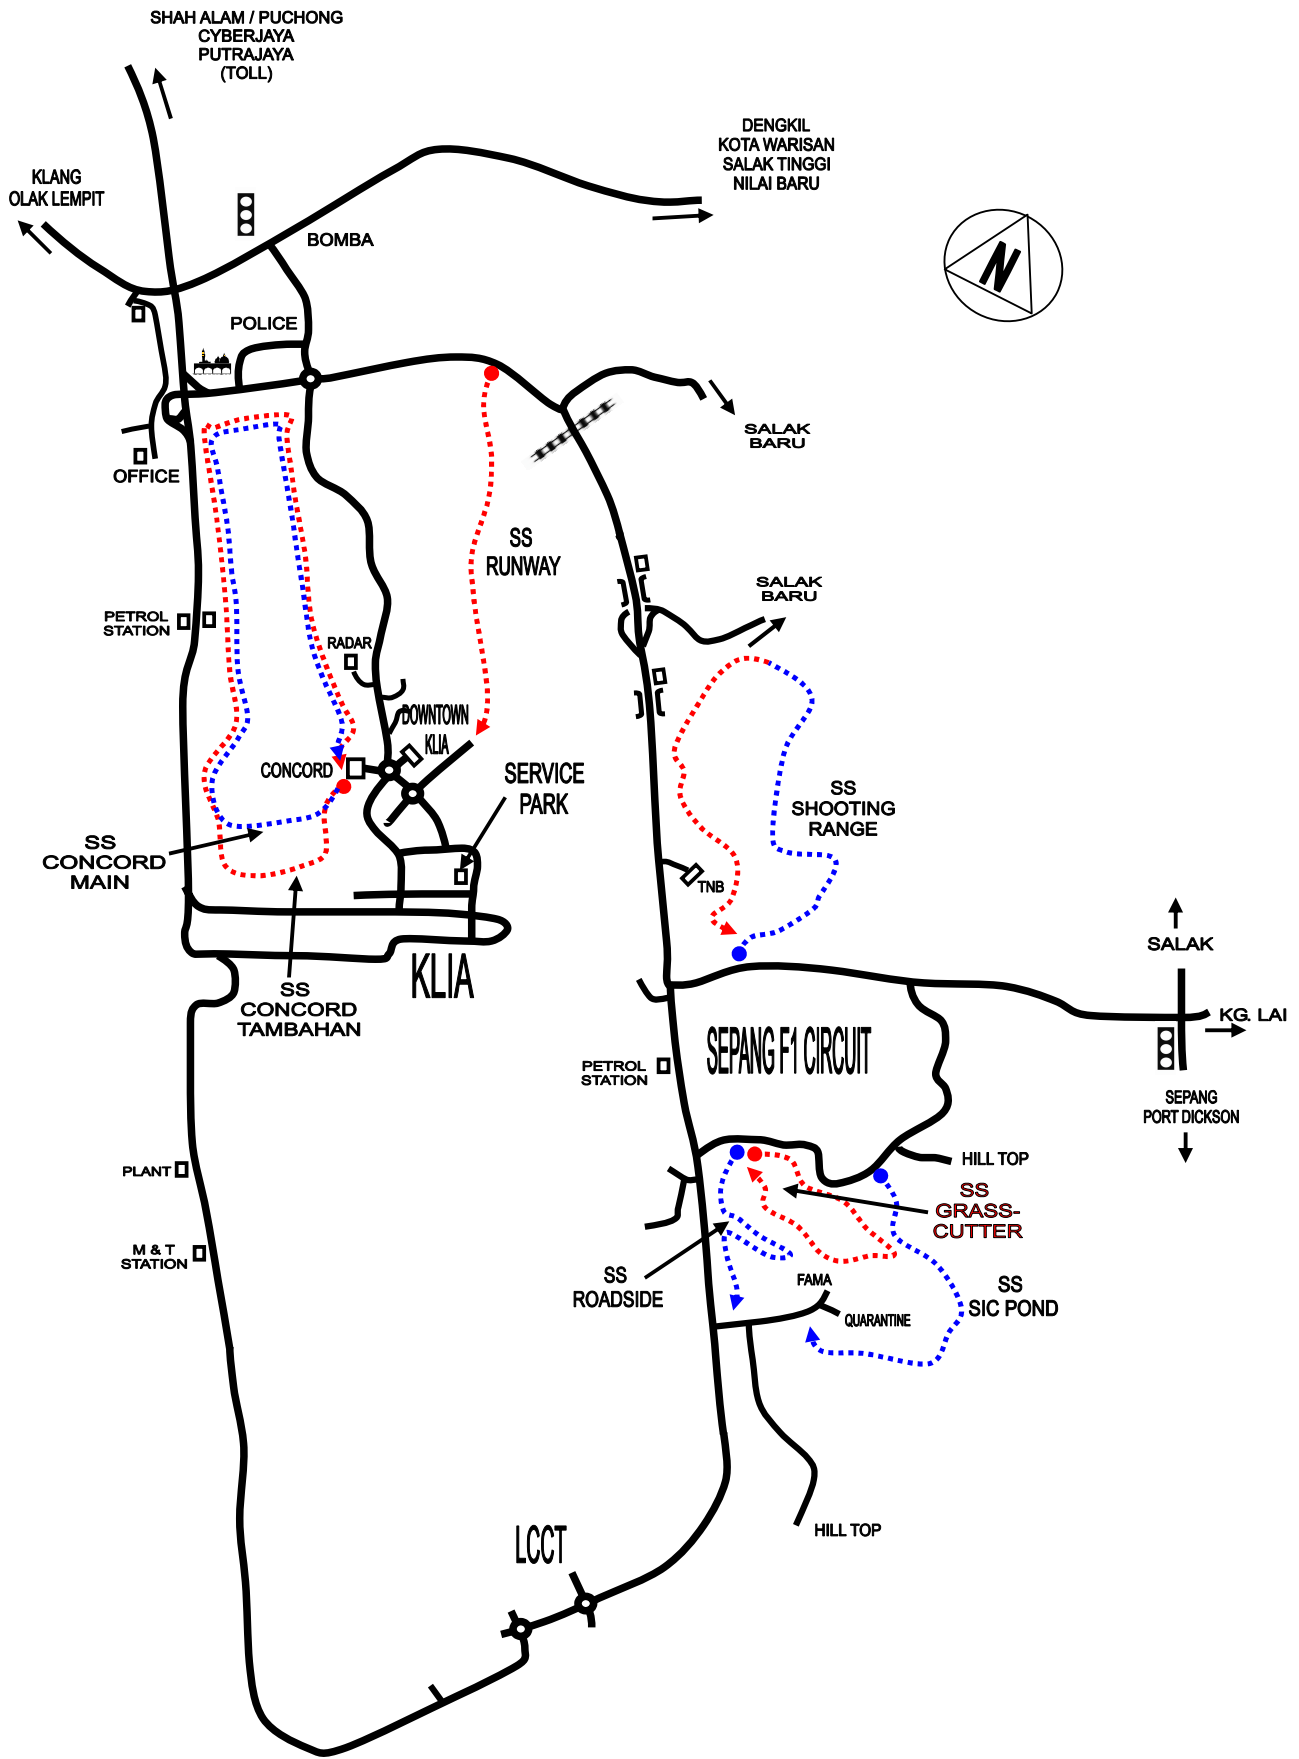 SHAH ALAM / PUCHONG
CYBERJAYA
PUTRAJAYA
(TOLL)
DENGKIL
KOTA WARISAN
SALAK TINGGI
NILAI BARU
KLANG
OLAK LEMPIT
BOMBA
N
POLICE
SALAK
BARU
OFFICE
SS
RUNWAY
SALAK
BARU
PETROL
STATION
RADAR
DOWNTOWN
KLIA
CONCORD
SERVICE
PARK
SS
SHOOTING
RANGE
SS
CONCORD
MAIN
TNB
SALAK
KLIA
SS
CONCORD
TAMBAHAN
KG. LAI
SEPANG F1 CIRCUIT
PETROL
STATION
SEPANG
PORT DICKSON
PLANT
HILL TOP
SS
GRASS-
CUTTER
M & T
STATION
SS
ROADSIDE
FAMA
QUARANTINE
SS
SIC POND
LCCT
HILL TOP